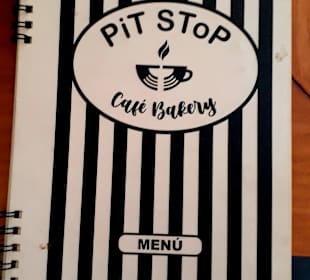 PiT SToP
Café Bakery
MENÚ